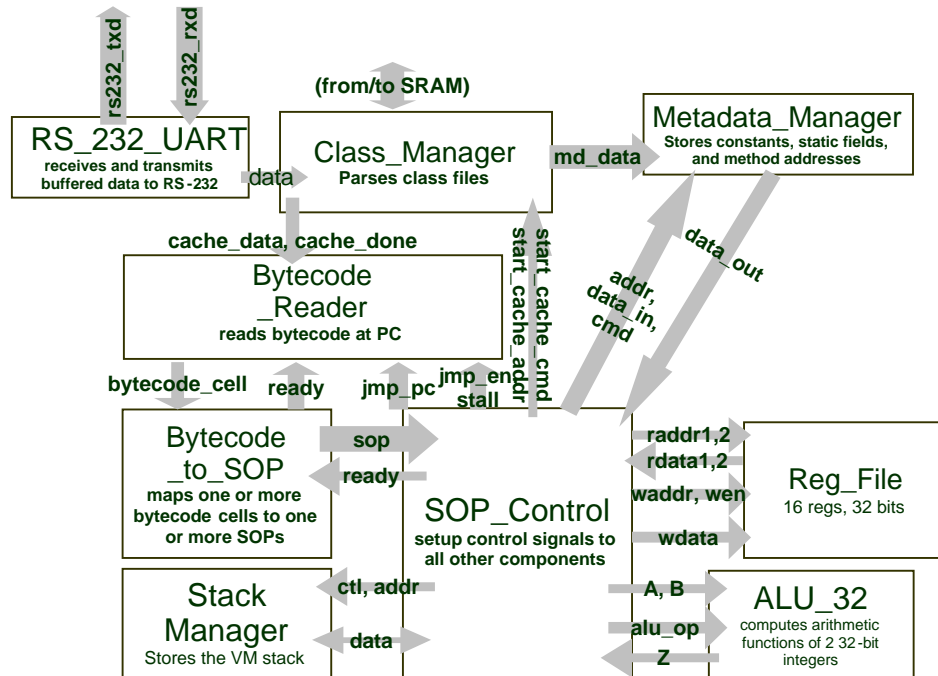 rs232_txd
rs232_rxd
(from/to SRAM)
RS_232_UART
receives and transmits
buffered data to RS-232
data
Class_Manager
Parses class files
md_data
Metadata_Manager
Stores constants, static fields,
and method addresses
cache_data, cache_done
start_cache_addr
start_cache_cmd
addr,
data_in,
cmd
data_out
Bytecode
_Reader
reads bytecode at PC
bytecode_cell
ready
jmp_pc
jmp_en
stall
Bytecode
_to_SOP
maps one or more
bytecode cells to one
or more SOPs
sop
ready
SOP_Control
setup control signals to
all other components
raddr1,2
rdata1,2
waddr, wen
wdata
Reg_File
16 regs, 32 bits
Stack
Manager
Stores the VM stack
ctl, addr
data
A, B
alu_op
Z
ALU_32
computes arithmetic
functions of 2 32-bit
integers